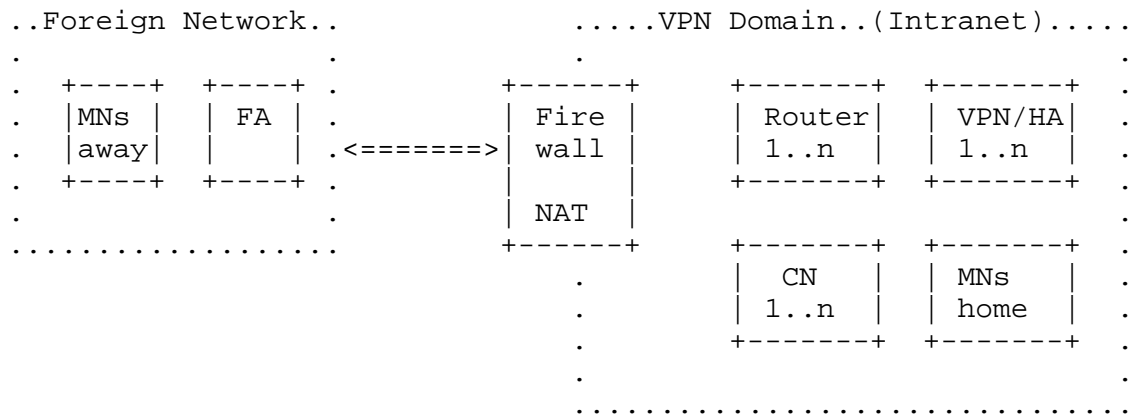 ..Foreign Network..             .....VPN Domain..(Intranet).....
MNs FA Fire Router VPN/HA
away .<=======> wall 1..n 1..n
NAT
CN MNs
1..n home